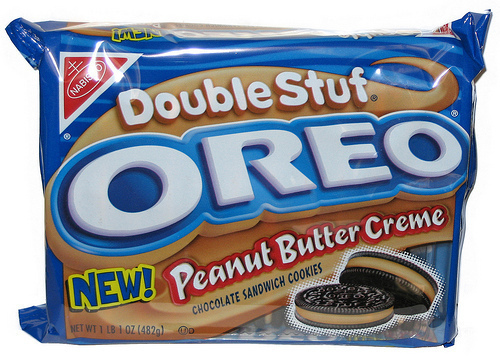 NABISCO
Double Stuf®
OREO®
Peanut Butter Creme
NEW!
CHOCOLATE SANDWICH COOKIES
NET WT 1 LB 1 OZ (482g)